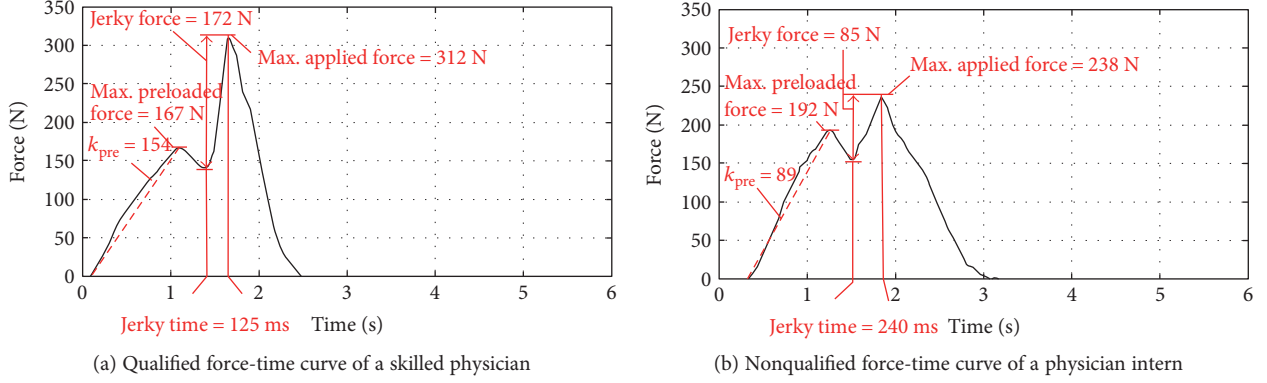 350
300
250
200
150
100
50
0
Force (N)
Jerky force = 172 N
Max. applied force = 312 N
Max. preloaded
force = 167 N
k_pre = 154
0 1 2 3 4 5 6
Jerky time = 125 ms Time (s)
(a) Qualified force-time curve of a skilled physician
350
300
250
200
150
100
50
0
Force (N)
Jerky force = 85 N
Max. applied force = 238 N
Max. preloaded
force = 192 N
k_pre = 89
0 1 2 3 4 5 6
Jerky time = 240 ms Time (s)
(b) Nonqualified force-time curve of a physician intern